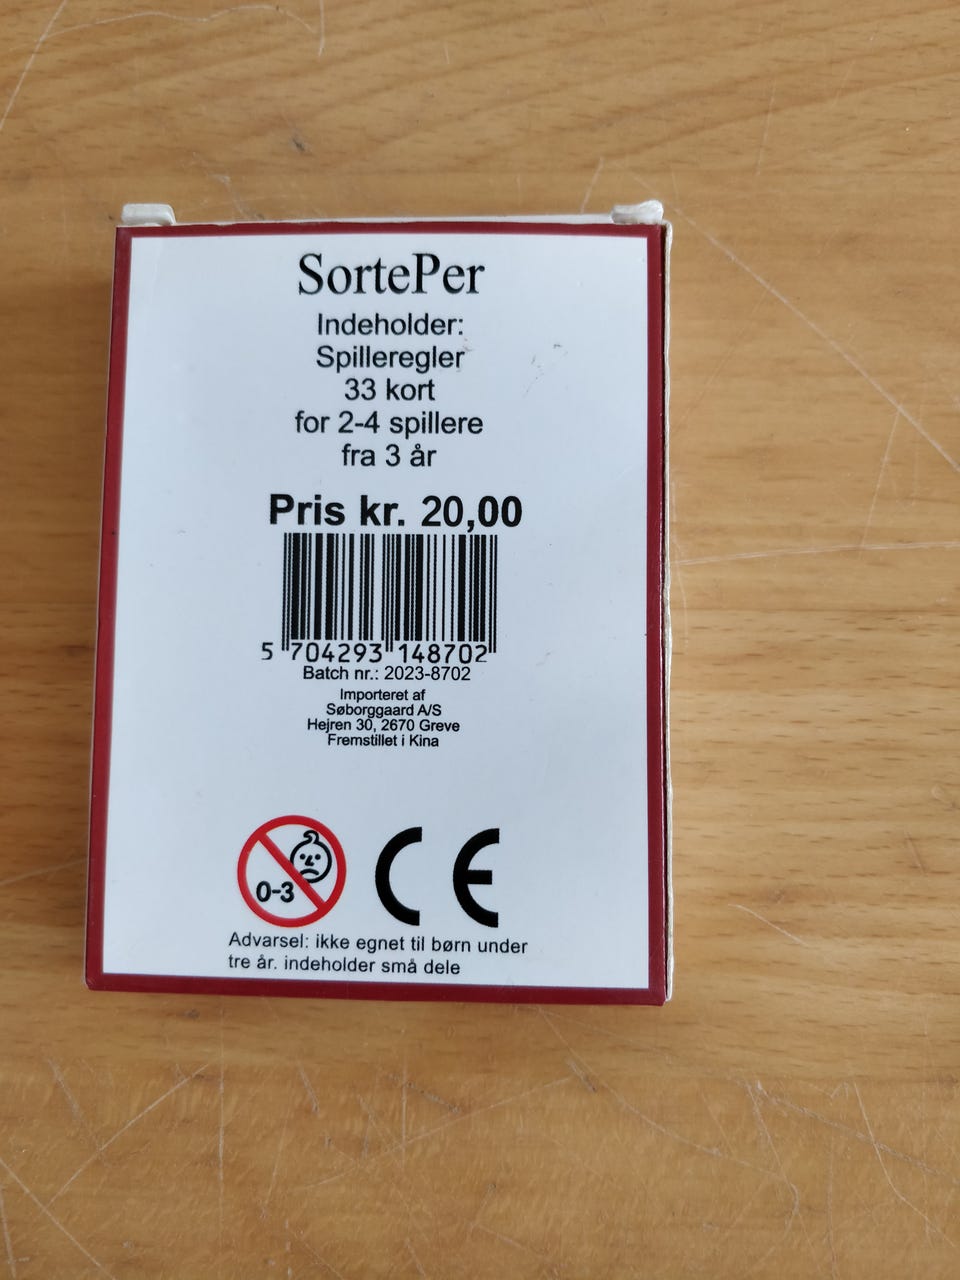 SortePer
Indeholder:
Spilleregler
33 kort
for 2-4 spillere
fra 3 år
Pris kr. 20,00
5 704293 148702
Batch nr.: 2023-8702
Importeret af
Søborggaard A/S
Hejren 30, 2670 Greve
Fremstillet i Kina
0-3
CE
Advarsel: ikke egnet til børn under
tre år. indeholder små dele